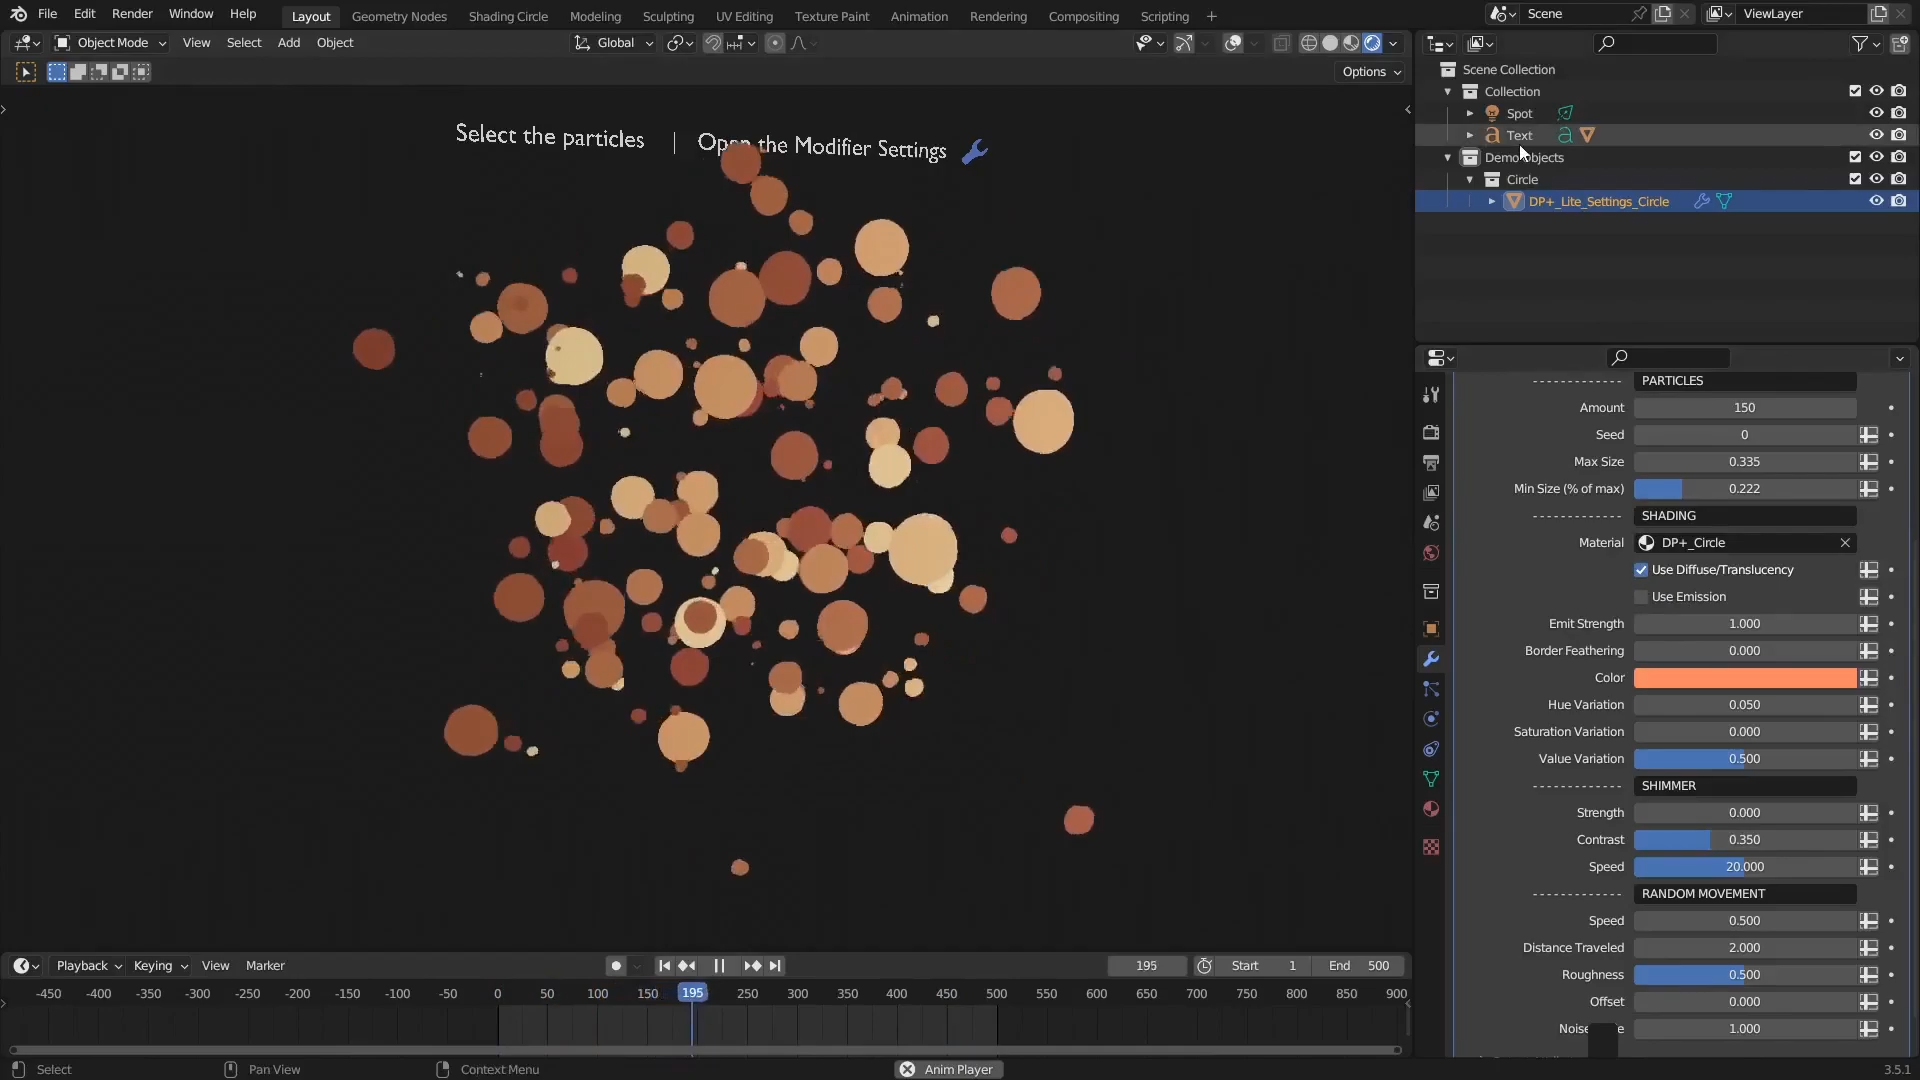 File Edit Render Window Help Layout Geometry Nodes Shading Circle Modeling Sculpting UV Editing Texture Paint Animation Rendering Compositing Scripting + Scene ViewLayer
Object Mode View Select Add Object Global
Options
Scene Collection
Collection
Spot
Text
Demo Objects
Circle
DP+_Lite_Settings_Circle
Select the particles | Open the Modifier Settings
------------- PARTICLES
Amount 150
Seed 0
Max Size 0.335
Min Size (% of max) 0.222
------------- SHADING
Material DP+_Circle
Use Diffuse/Translucency
Use Emission
Emit Strength 1.000
Border Feathering 0.000
Color
Hue Variation 0.050
Saturation Variation 0.000
Value Variation 0.500
------------- SHIMMER
Strength 0.000
Contrast 0.350
Speed 20.000
------------- RANDOM MOVEMENT
Speed 0.500
Distance Traveled 2.000
Roughness 0.500
Offset 0.000
1.000
Playback Keying View Marker 195 Start 1 End 500
-450 -400 -350 -300 -250 -200 -150 -100 -50 0 50 100 150 195 250 300 350 400 450 500 550 600 650 700 750 800 850 900
Select Pan View Context Menu Anim Player 3.5.1